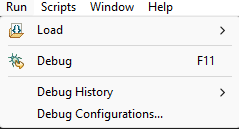 Run Scripts Window Help
Load
Debug F11
Debug History
Debug Configurations...